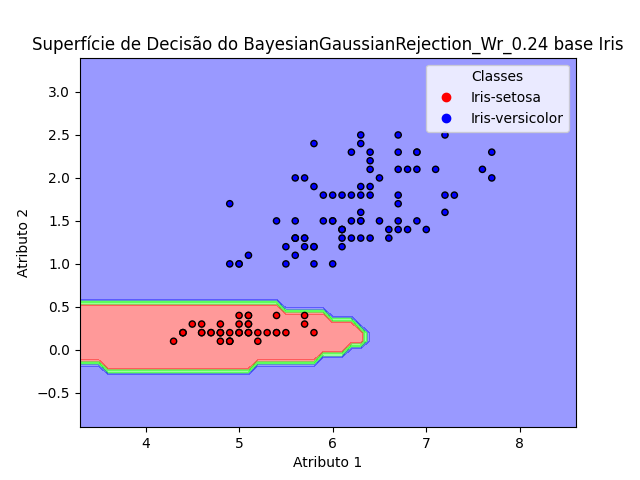 Superfície de Decisão do BayesianGaussianRejection_Wr_0.24 base Iris
Classes
Iris-setosa
Iris-versicolor
Atributo 2
3.0
2.5
2.0
1.5
1.0
0.5
0.0
−0.5
4 5 6 7 8
Atributo 1